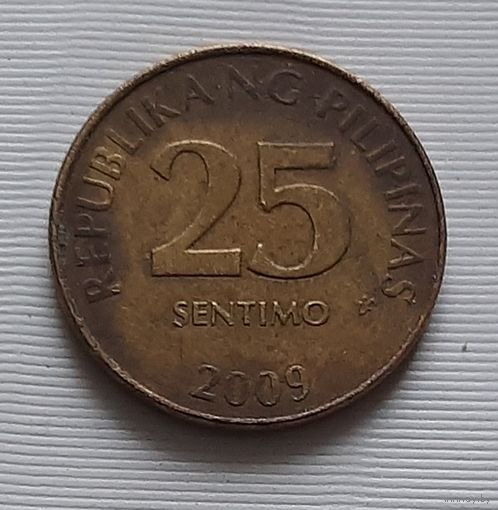 REPUBLIKA·NG·PILIPINAS
25
SENTIMO
2009